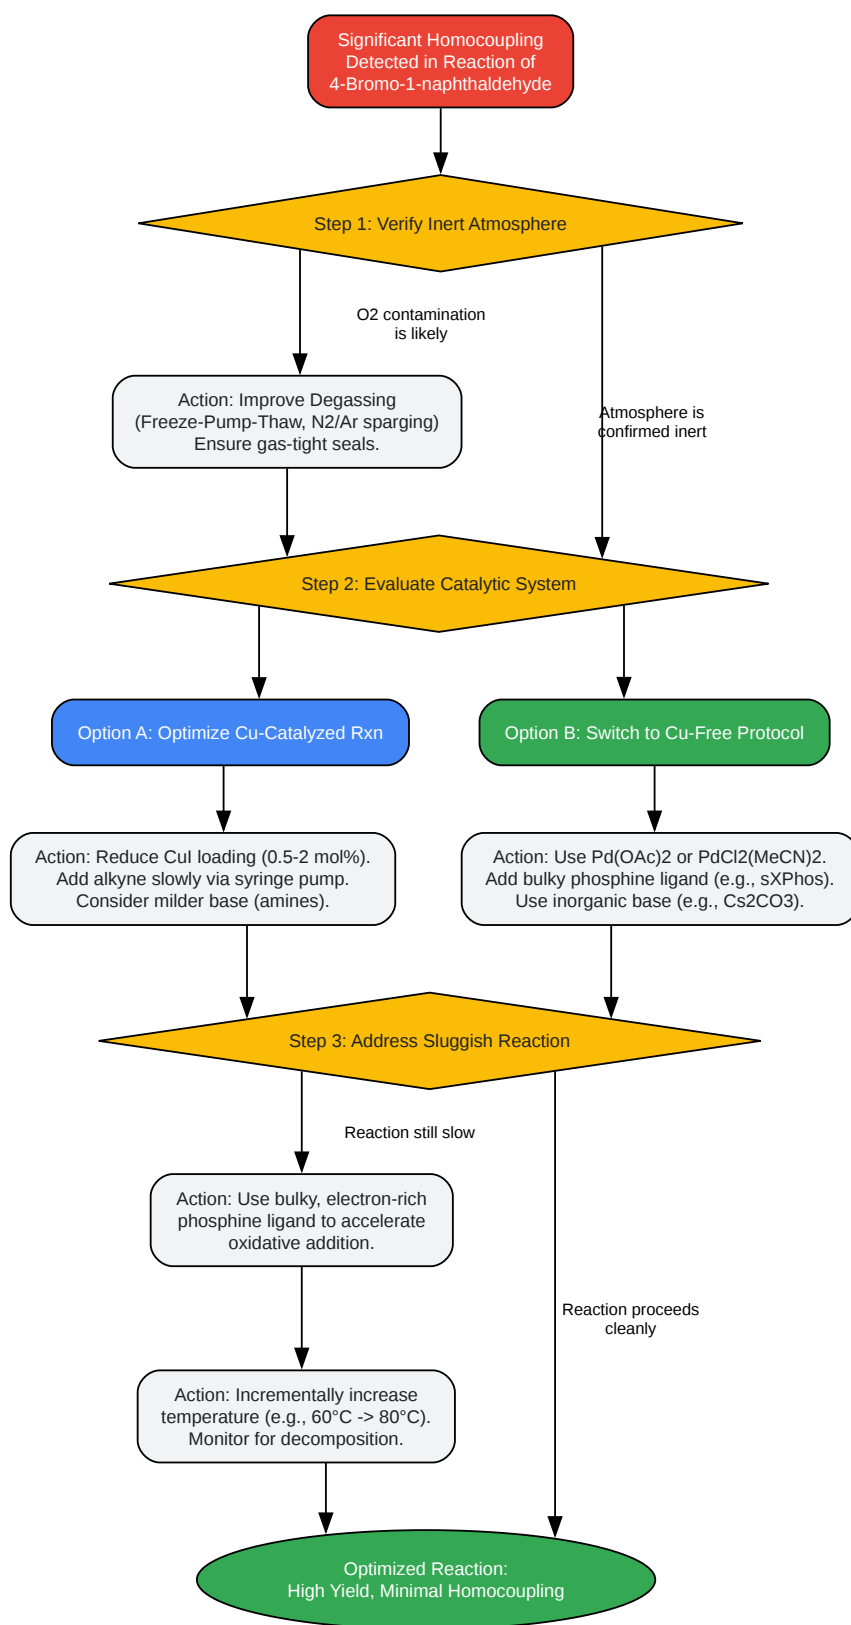 Significant Homocoupling
Detected in Reaction of
4-Bromo-1-naphthaldehyde
Step 1: Verify Inert Atmosphere
O2 contamination
is likely
Action: Improve Degassing
(Freeze-Pump-Thaw, N2/Ar sparging)
Ensure gas-tight seals.
Atmosphere is
confirmed inert
Step 2: Evaluate Catalytic System
Option A: Optimize Cu-Catalyzed Rxn
Option B: Switch to Cu-Free Protocol
Action: Reduce CuI loading (0.5-2 mol%).
Add alkyne slowly via syringe pump.
Consider milder base (amines).
Action: Use Pd(OAc)2 or PdCl2(MeCN)2.
Add bulky phosphine ligand (e.g., sXPhos).
Use inorganic base (e.g., Cs2CO3).
Step 3: Address Sluggish Reaction
Reaction still slow
Action: Use bulky, electron-rich
phosphine ligand to accelerate
oxidative addition.
Reaction proceeds
cleanly
Action: Incrementally increase
temperature (e.g., 60°C -> 80°C).
Monitor for decomposition.
Optimized Reaction:
High Yield, Minimal Homocoupling